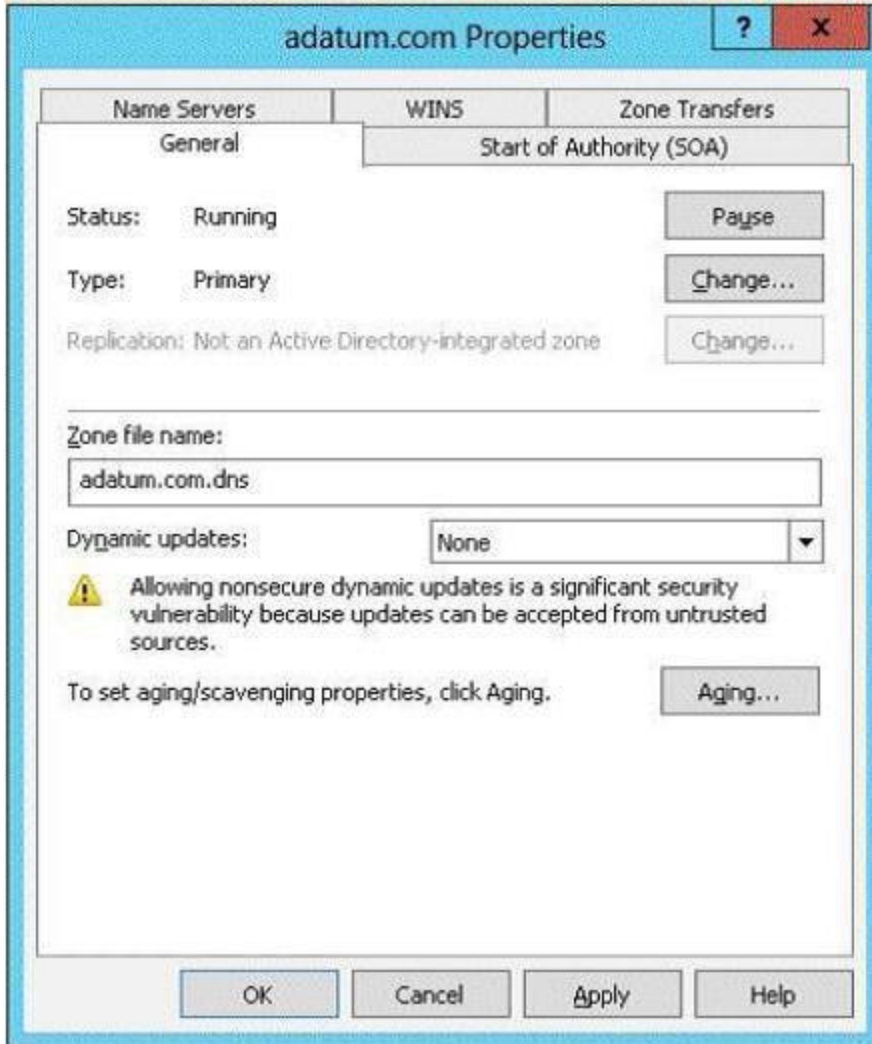 adatum.com Properties
?
x
Name Servers
WINS
Zone Transfers
General
Start of Authority (SOA)
Status: Running
Pause
Type: Primary
Change...
Replication: Not an Active Directory-integrated zone
Change...
Zone file name:
adatum.com.dns
Dynamic updates:
None
Allowing nonsecure dynamic updates is a significant security
vulnerability because updates can be accepted from untrusted
sources.
To set aging/scavenging properties, click Aging.
Aging...
OK
Cancel
Apply
Help